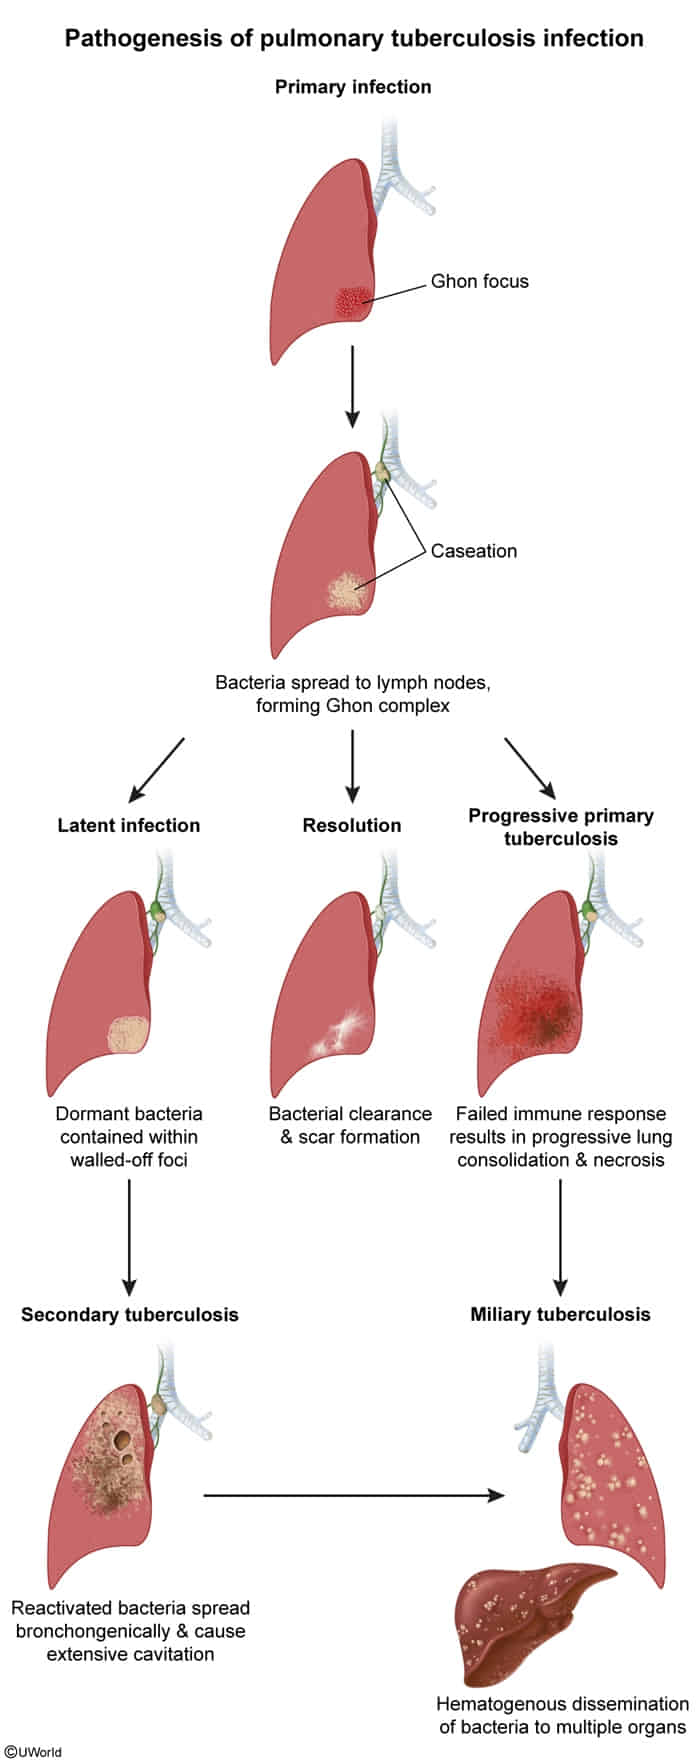 Pathogenesis of pulmonary tuberculosis infection
Primary infection
Ghon focus
Caseation
Bacteria spread to lymph nodes,
forming Ghon complex
Latent infection
Resolution
Progressive primary
tuberculosis
Dormant bacteria
contained within
walled-off foci
Bacterial clearance
& scar formation
Failed immune response
results in progressive lung
consolidation & necrosis
Secondary tuberculosis
Miliary tuberculosis
Reactivated bacteria spread
bronchongenically & cause
extensive cavitation
Hematogenous dissemination
of bacteria to multiple organs
©UWorld